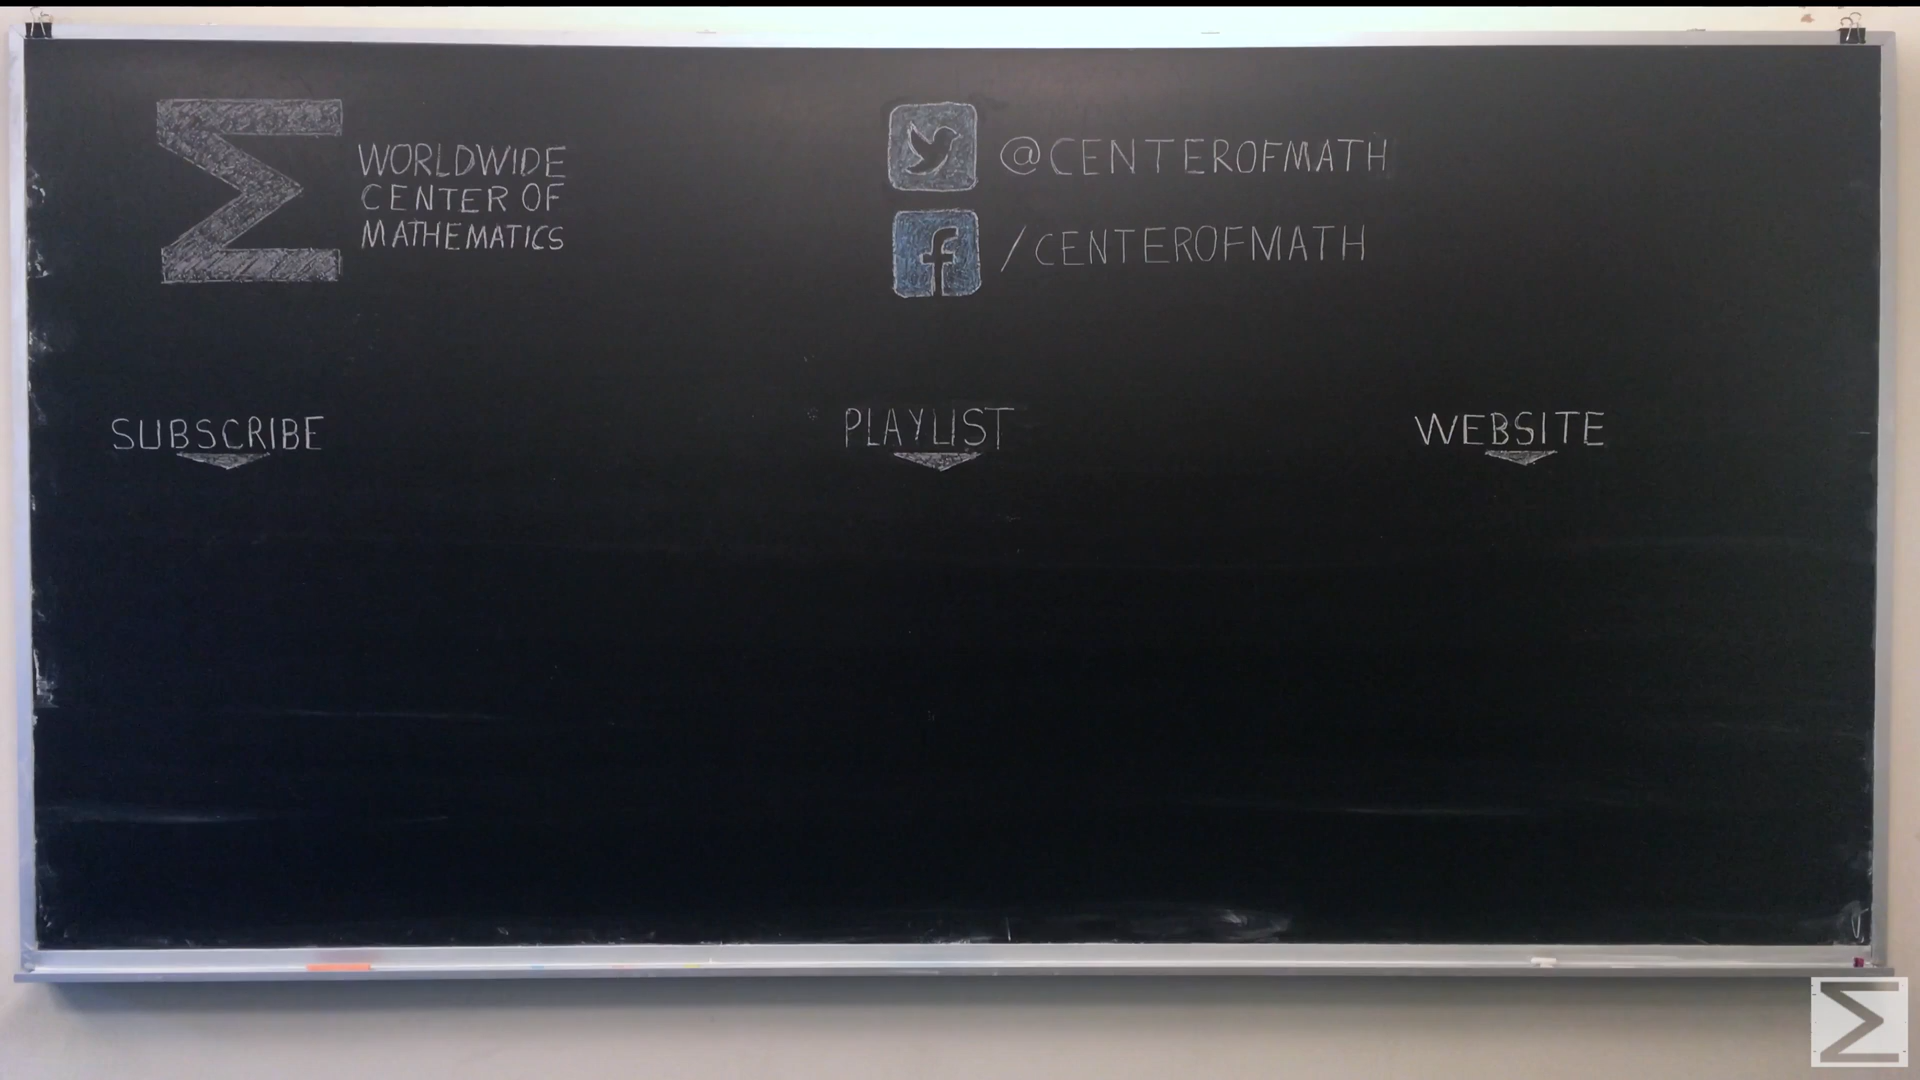 WORLDWIDE
CENTER OF
MATHEMATICS
@CENTEROFMATH
/CENTEROFMATH
SUBSCRIBE
PLAYLIST
WEBSITE